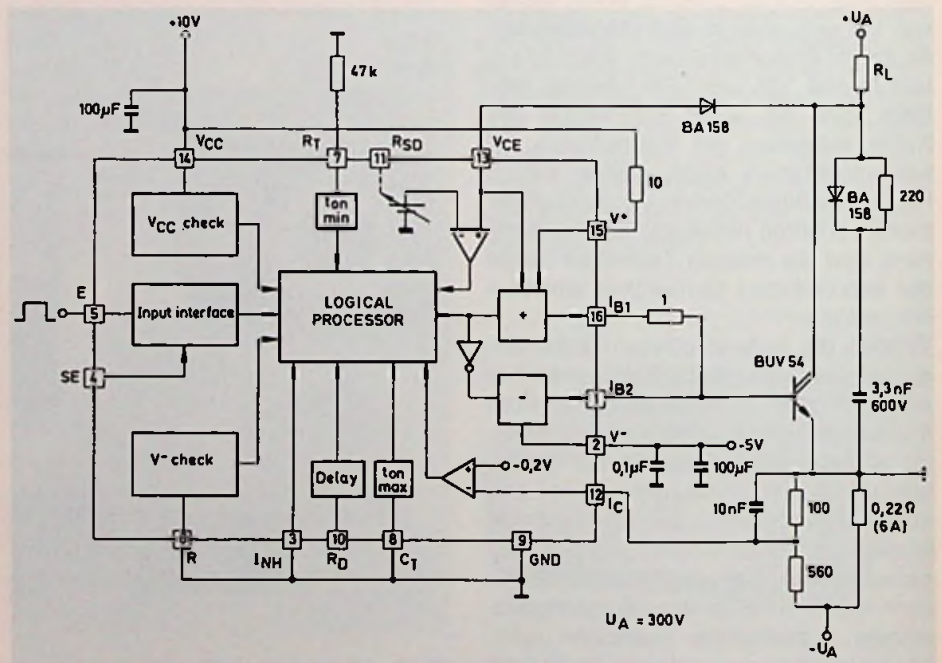 +10V
+UA
47k
RL
100µF
BA 158
VCC
RT
RSD
VCE
14
7
11
13
10
BA
158
220
ton
min
V+
15
VCC check
E
5
Input interface
LOGICAL
PROCESSOR
+
IB1
16
1
BUV 54
SE
4
-
IB2
1
3,3nF
600V
V-
2
-5V
V- check
Delay
ton
max
-0,2V
0,1µF
100µF
12
IC
10nF
100
0,22Ω
(6A)
R
3
INH
10
RD
8
CT
9
GND
560
UA = 300V
-UA